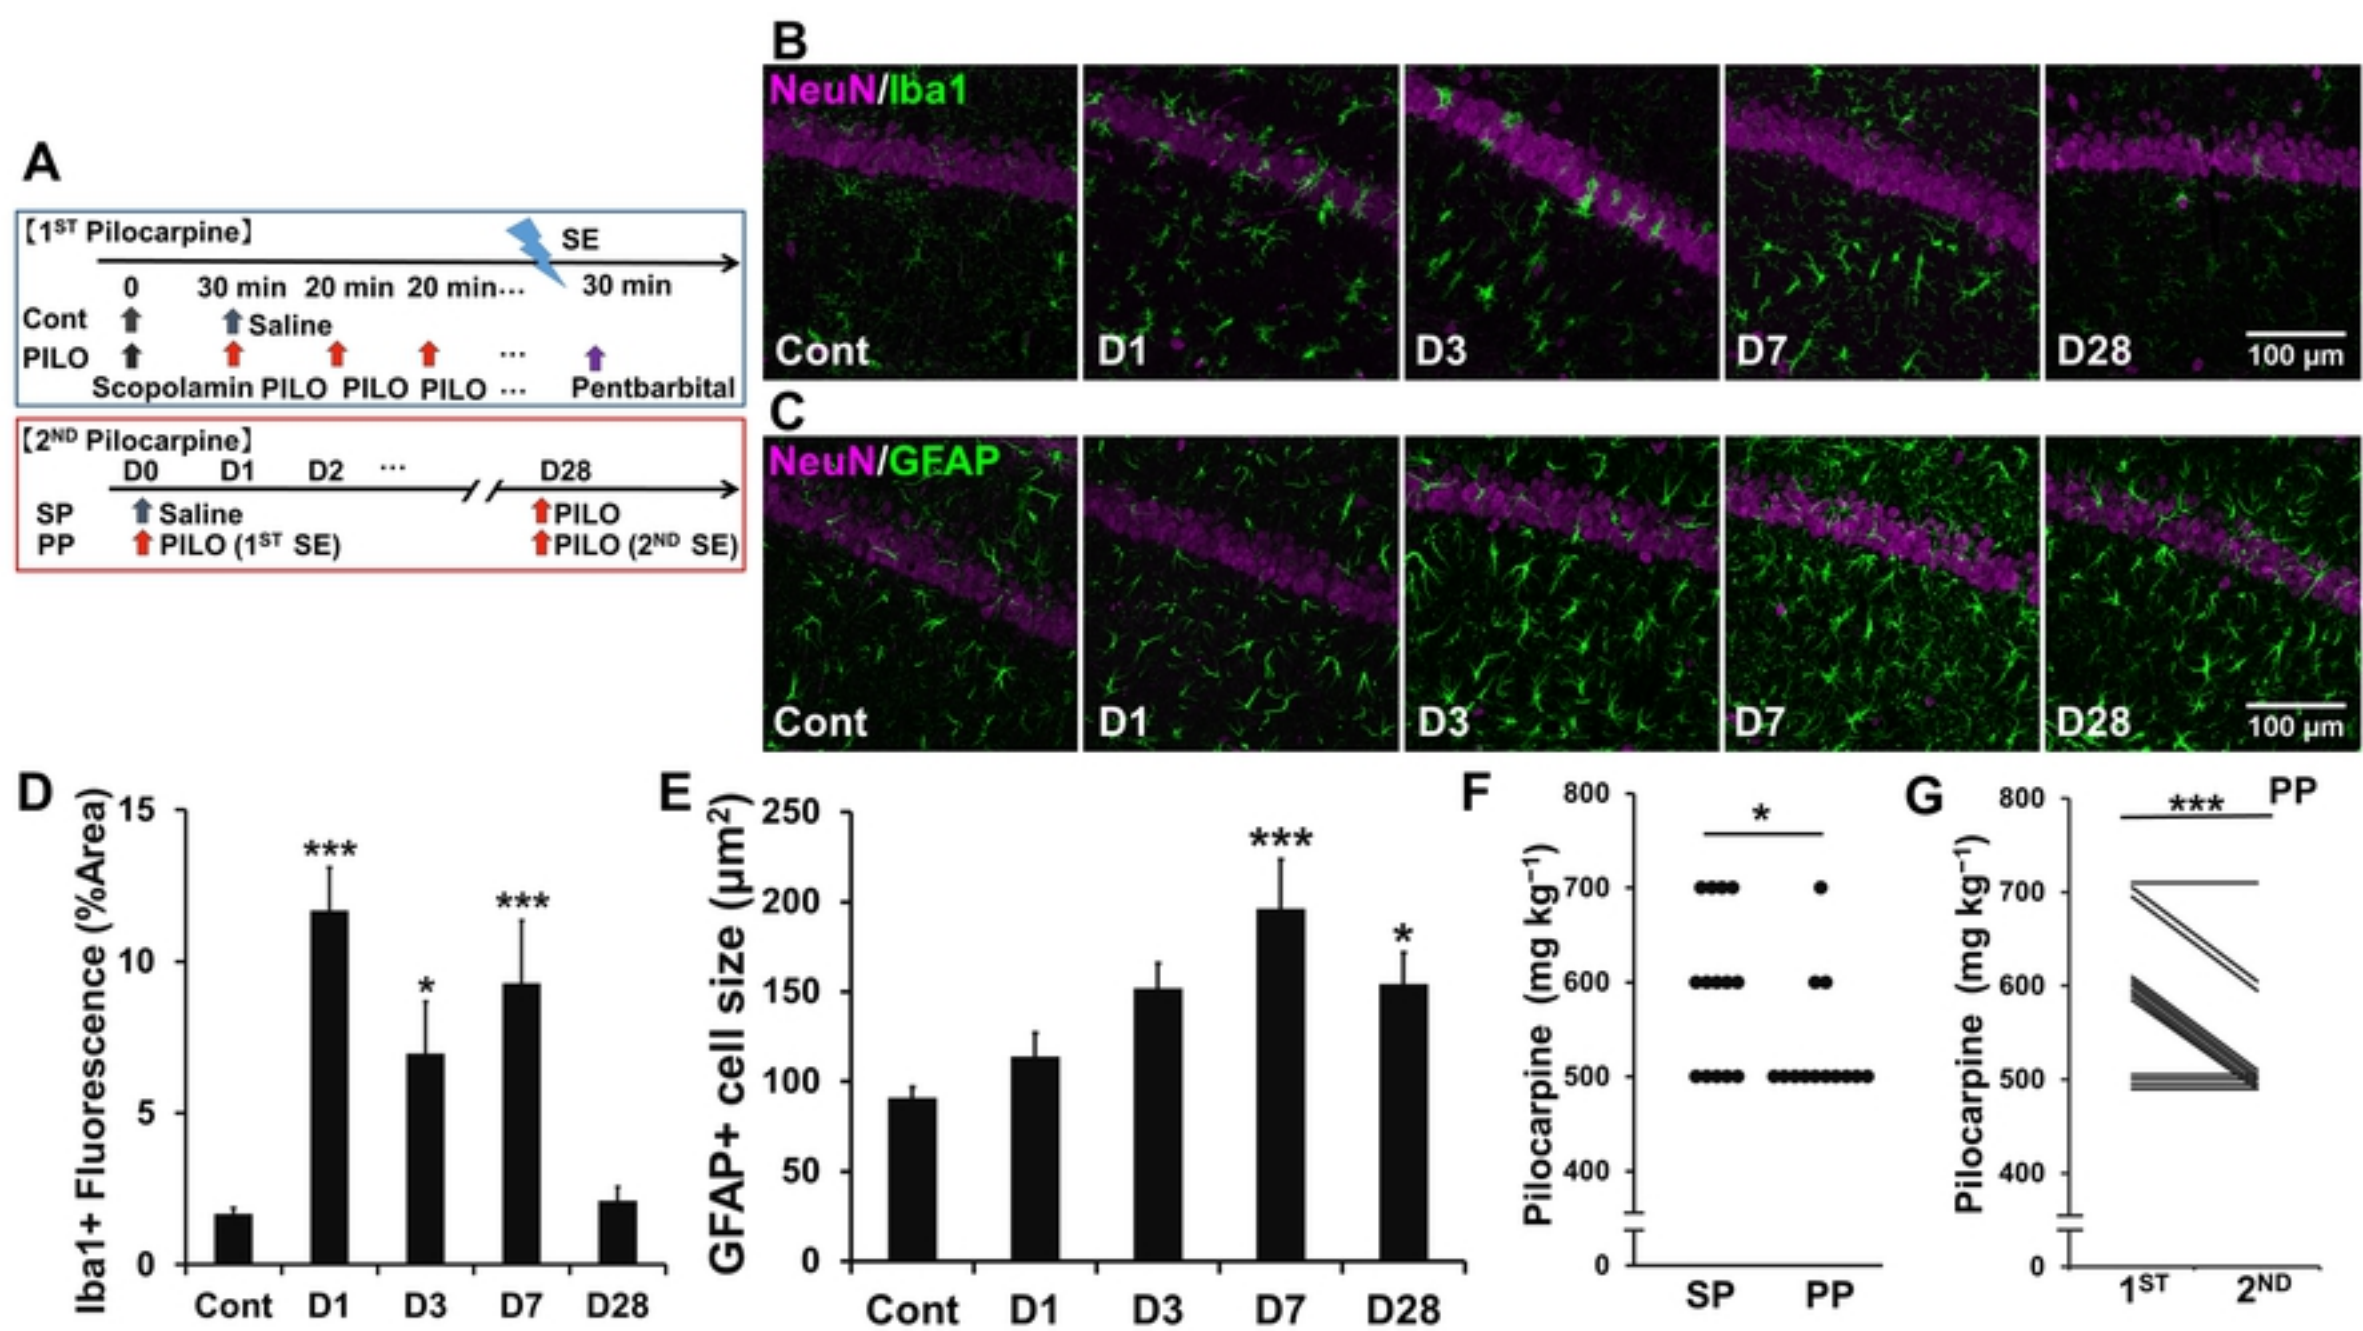 A
【1ST Pilocarpine】
SE
0 30 min 20 min 20 min… 30 min
Cont Saline
PILO …
Scopolamin PILO PILO PILO … Pentbarbital
【2ND Pilocarpine】
D0 D1 D2 … D28
SP Saline PILO
PP PILO (1ST SE) PILO (2ND SE)
B
NeuN/Iba1
Cont D1 D3 D7 D28
100 µm
C
NeuN/GFAP
Cont D1 D3 D7 D28
100 µm
D
Iba1+ Fluorescence (%Area)
15
10
5
0
***
*
***
Cont D1 D3 D7 D28
E
GFAP+ cell size (µm2)
250
200
150
100
50
0
***
*
Cont D1 D3 D7 D28
F
Pilocarpine (mg kg−1)
800
700
600
500
400
0
*
SP PP
G
PP
Pilocarpine (mg kg−1)
800
700
600
500
400
0
***
1ST 2ND